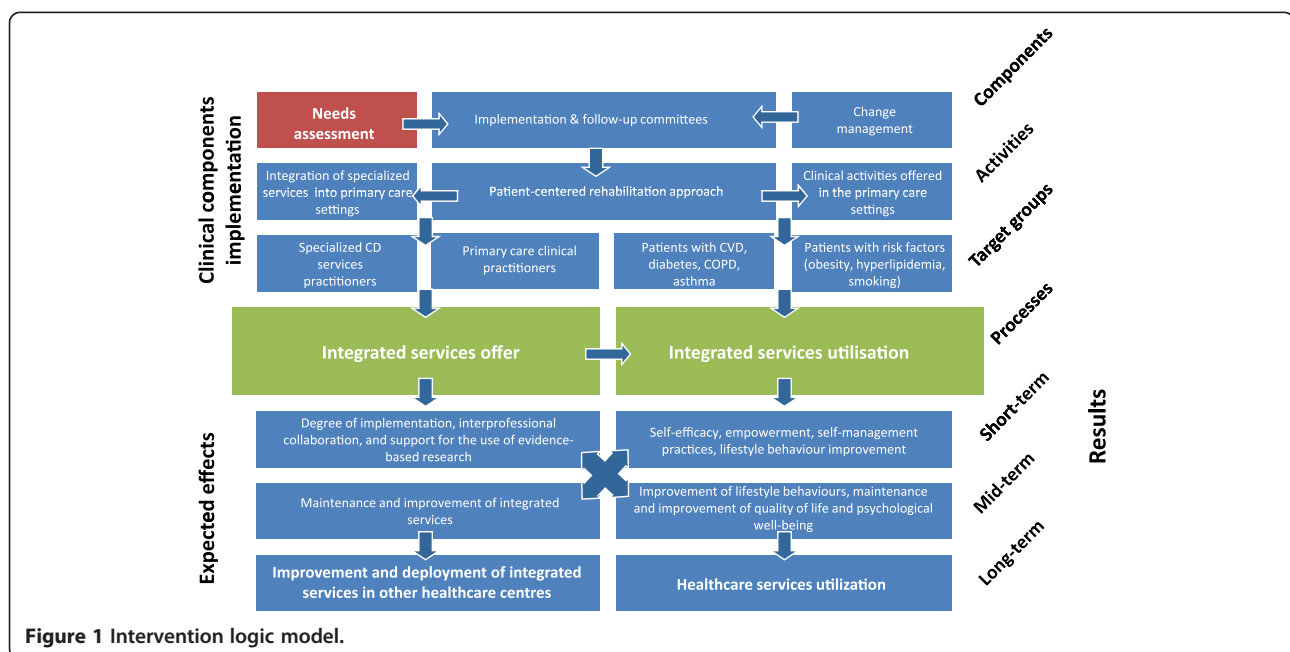 Components
Needs
assessment
Implementation & follow-up committees
Change
management
Clinical components
implementation
Activities
Integration of specialized
services into primary care
settings
Patient-centered rehabilitation approach
Clinical activities offered
in the primary care
settings
Target groups
Specialized CD
services
practitioners
Primary care clinical
practitioners
Patients with CVD,
diabetes, COPD,
asthma
Patients with risk factors
(obesity, hyperlipidemia,
smoking)
Processes
Integrated services offer
Integrated services utilisation
Expected effects
Results
Short-term
Degree of implementation, interprofessional
collaboration, and support for the use of evidence-
based research
Self-efficacy, empowerment, self-management
practices, lifestyle behaviour improvement
Mid-term
Maintenance and improvement of integrated
services
Improvement of lifestyle behaviours, maintenance
and improvement of quality of life and psychological
well-being
Long-term
Improvement and deployment of integrated
services in other healthcare centres
Healthcare services utilization
Figure 1 Intervention logic model.